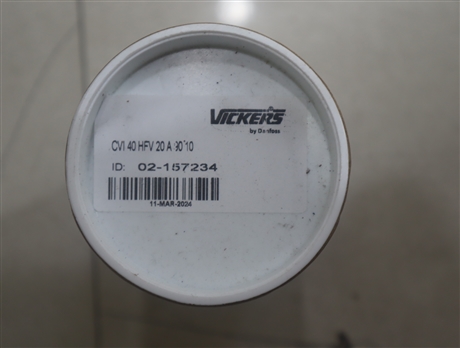 VICKERS
by Danfoss
CVI 40 HFV 20 A 90 10
ID: 02-157234
11-MAR-2024